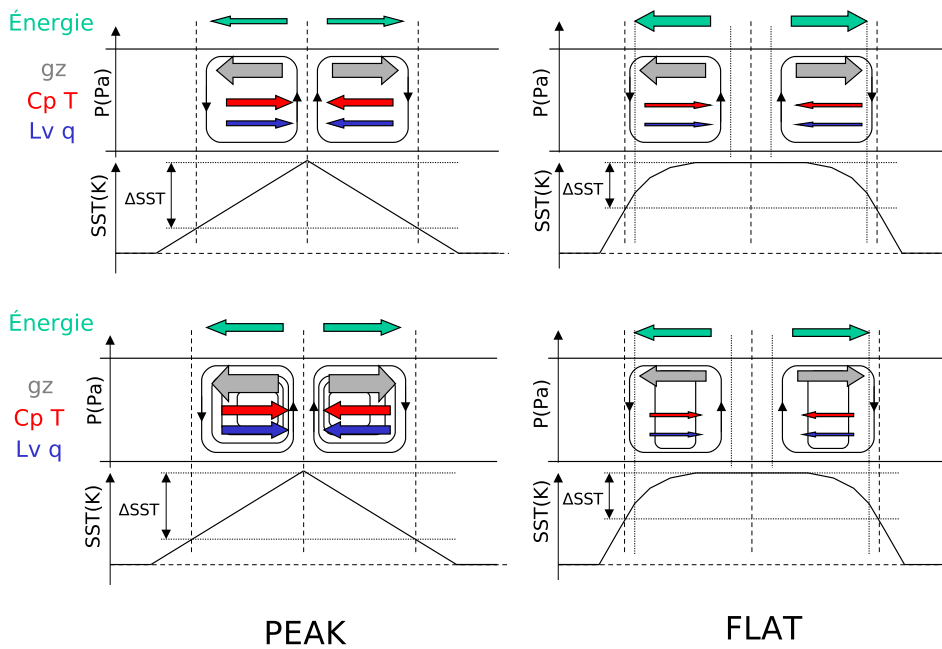 Énergie
gz
Cp T
Lv q
P(Pa)
P(Pa)
SST(K)
ΔSST
SST(K)
ΔSST
Énergie
gz
Cp T
Lv q
P(Pa)
P(Pa)
SST(K)
ΔSST
SST(K)
ΔSST
PEAK
FLAT